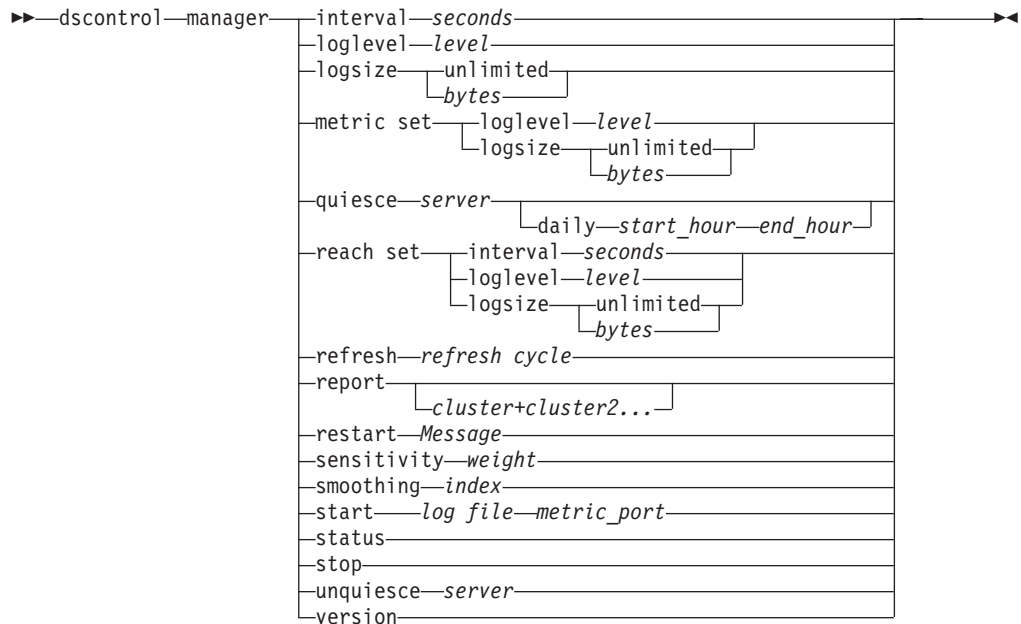 dscontrol manager interval seconds
loglevel level
logsize unlimited
bytes
metric set loglevel level
logsize unlimited
bytes
quiesce server
daily start_hour end_hour
reach set interval seconds
loglevel level
logsize unlimited
bytes
refresh refresh cycle
report
cluster+cluster2...
restart Message
sensitivity weight
smoothing index
start log file metric_port
status
stop
unquiesce server
version